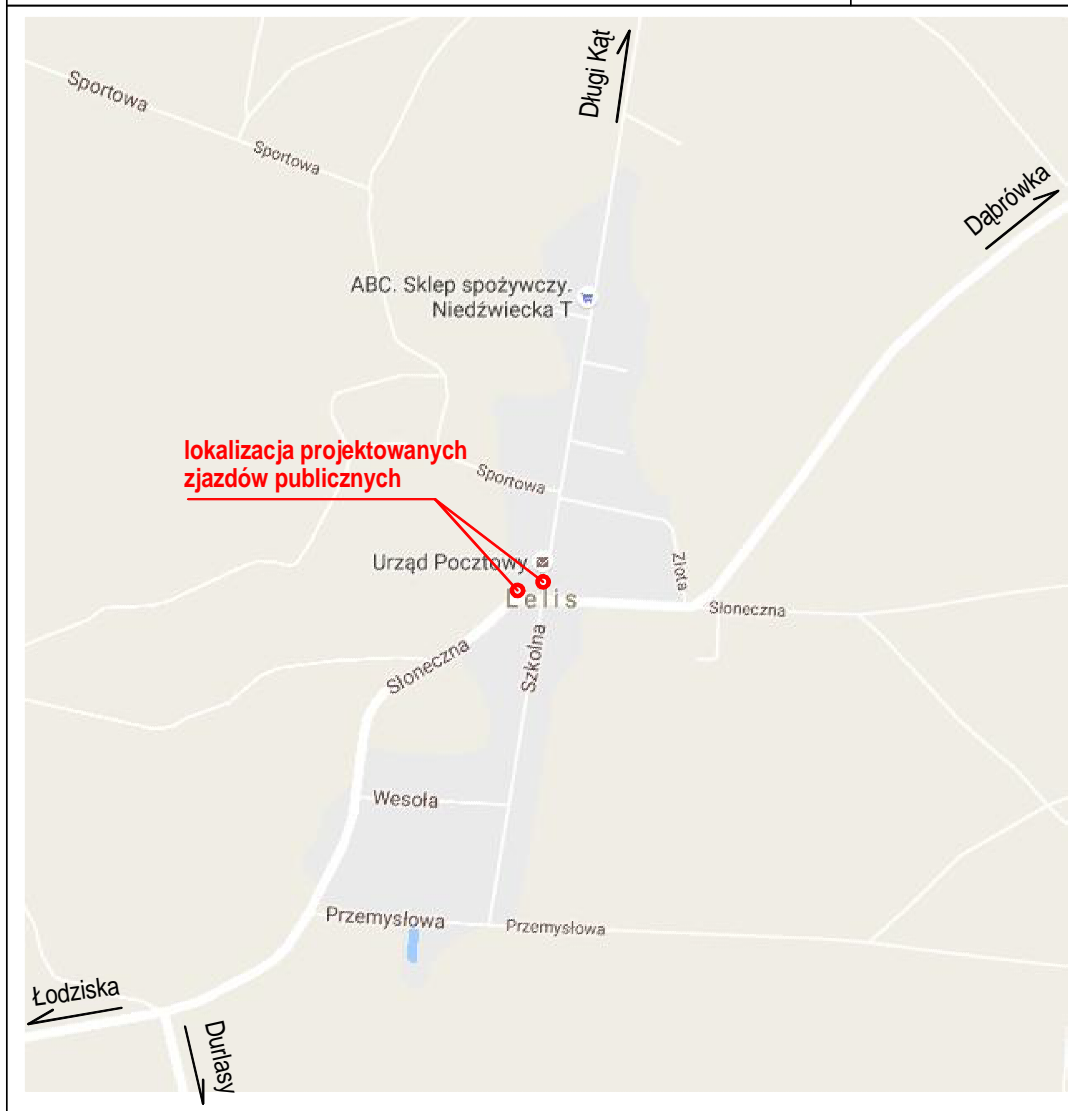 Długi Kąt
Sportowa
Sportowa
Dąbrówka
ABC. Sklep spożywczy.
Niedźwiecka T
lokalizacja projektowanych
zjazdów publicznych
Sportowa
Urząd Pocztowy
Złota
Lelis
Słoneczna
Szkolna
Słoneczna
Wesoła
Przemysłowa
Przemysłowa
Łodziska
Durlasy